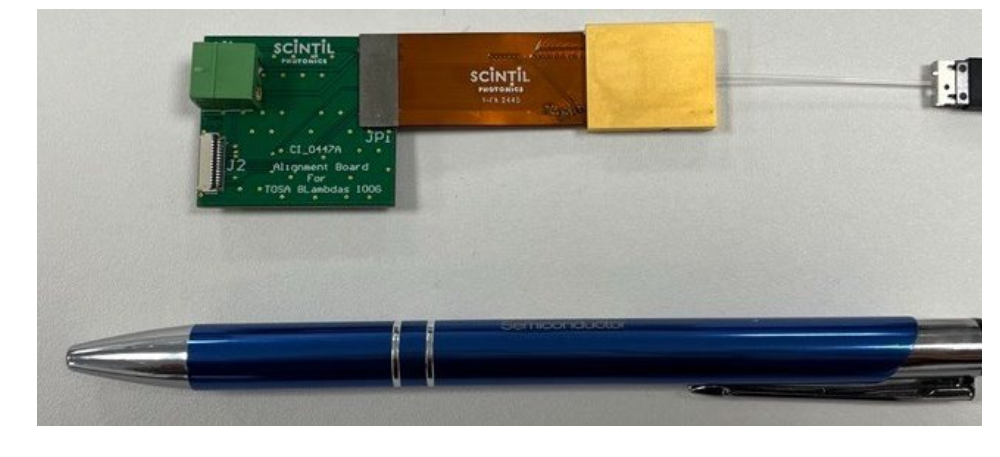 SCINTIL
PHOTONICS
J2
JP1
CI_0447A
Alignment Board
For
TOSA 8Lambdas 100G
SCINTIL
PHOTONICS
Semiconductor